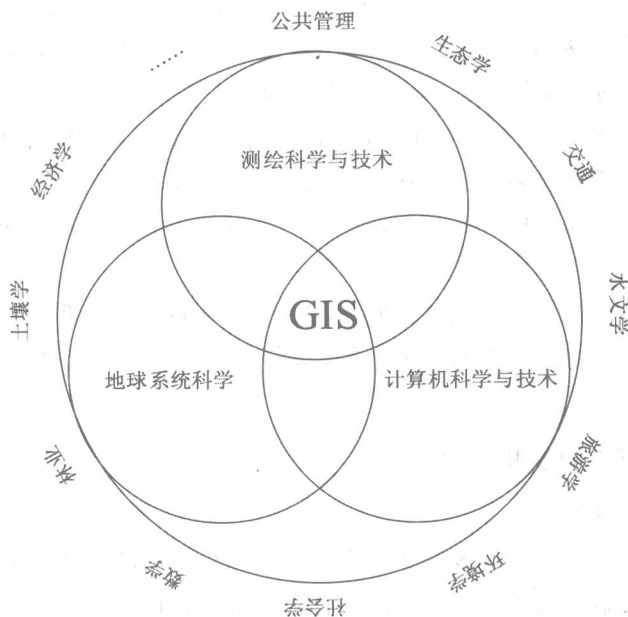 公共管理
生态学
……
测绘科学与技术
交通
经济学
土壤学
GIS
水文学
地球系统科学
计算机科学与技术
林业
旅游学
数学
环境学
社会学